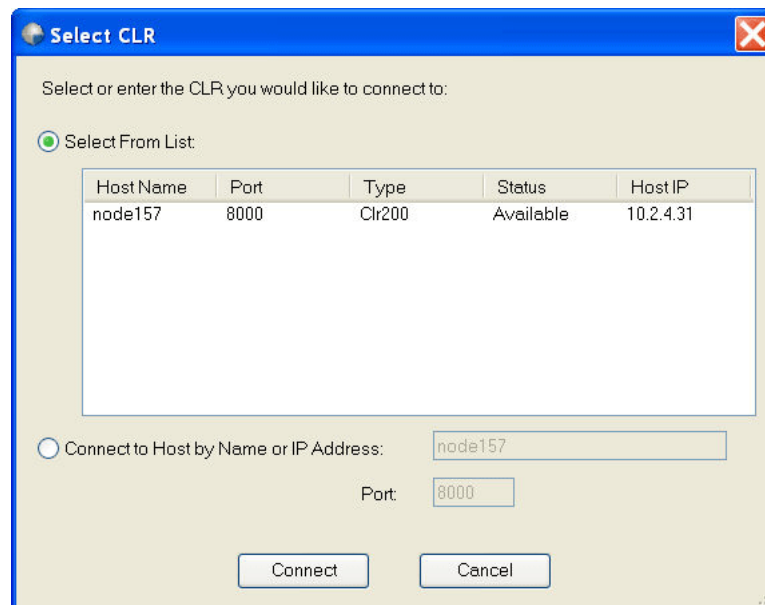 Select CLR
Select or enter the CLR you would like to connect to:
Select From List:
Host Name Port Type Status Host IP
node157 8000 Clr200 Available 10.2.4.31
Connect to Host by Name or IP Address: node157
Port: 8000
Connect Cancel